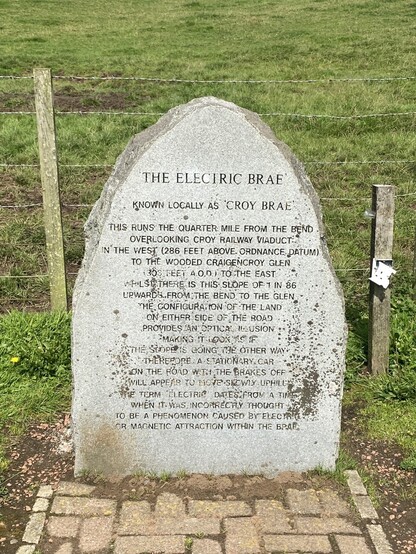 THE ELECTRIC BRAE
KNOWN LOCALLY AS 'CROY BRAE'
THIS RUNS THE QUARTER MILE FROM THE BEND
OVERLOOKING CROY RAILWAY VIADUCT
IN THE WEST (286 FEET ABOVE ORDNANCE DATUM)
TO THE WOODED CRAIGENCROY GLEN
(303 FEET A.O.D.) TO THE EAST
WHILST THERE IS THIS SLOPE OF 1 IN 86
UPWARDS FROM THE BEND TO THE GLEN,
THE CONFIGURATION OF THE LAND
ON EITHER SIDE OF THE ROAD
PROVIDES AN OPTICAL ILLUSION
MAKING IT LOOK AS IF
THE SLOPE IS GOING THE OTHER WAY
THEREFORE, A STATIONARY CAR
ON THE ROAD WITH THE BRAKES OFF
WILL APPEAR TO MOVE SLOWLY UPHILL
THE TERM 'ELECTRIC' DATES FROM A TIME
WHEN IT WAS INCORRECTLY THOUGHT
TO BE A PHENOMENON CAUSED BY ELECTRIC
OR MAGNETIC ATTRACTION WITHIN THE BRAE.